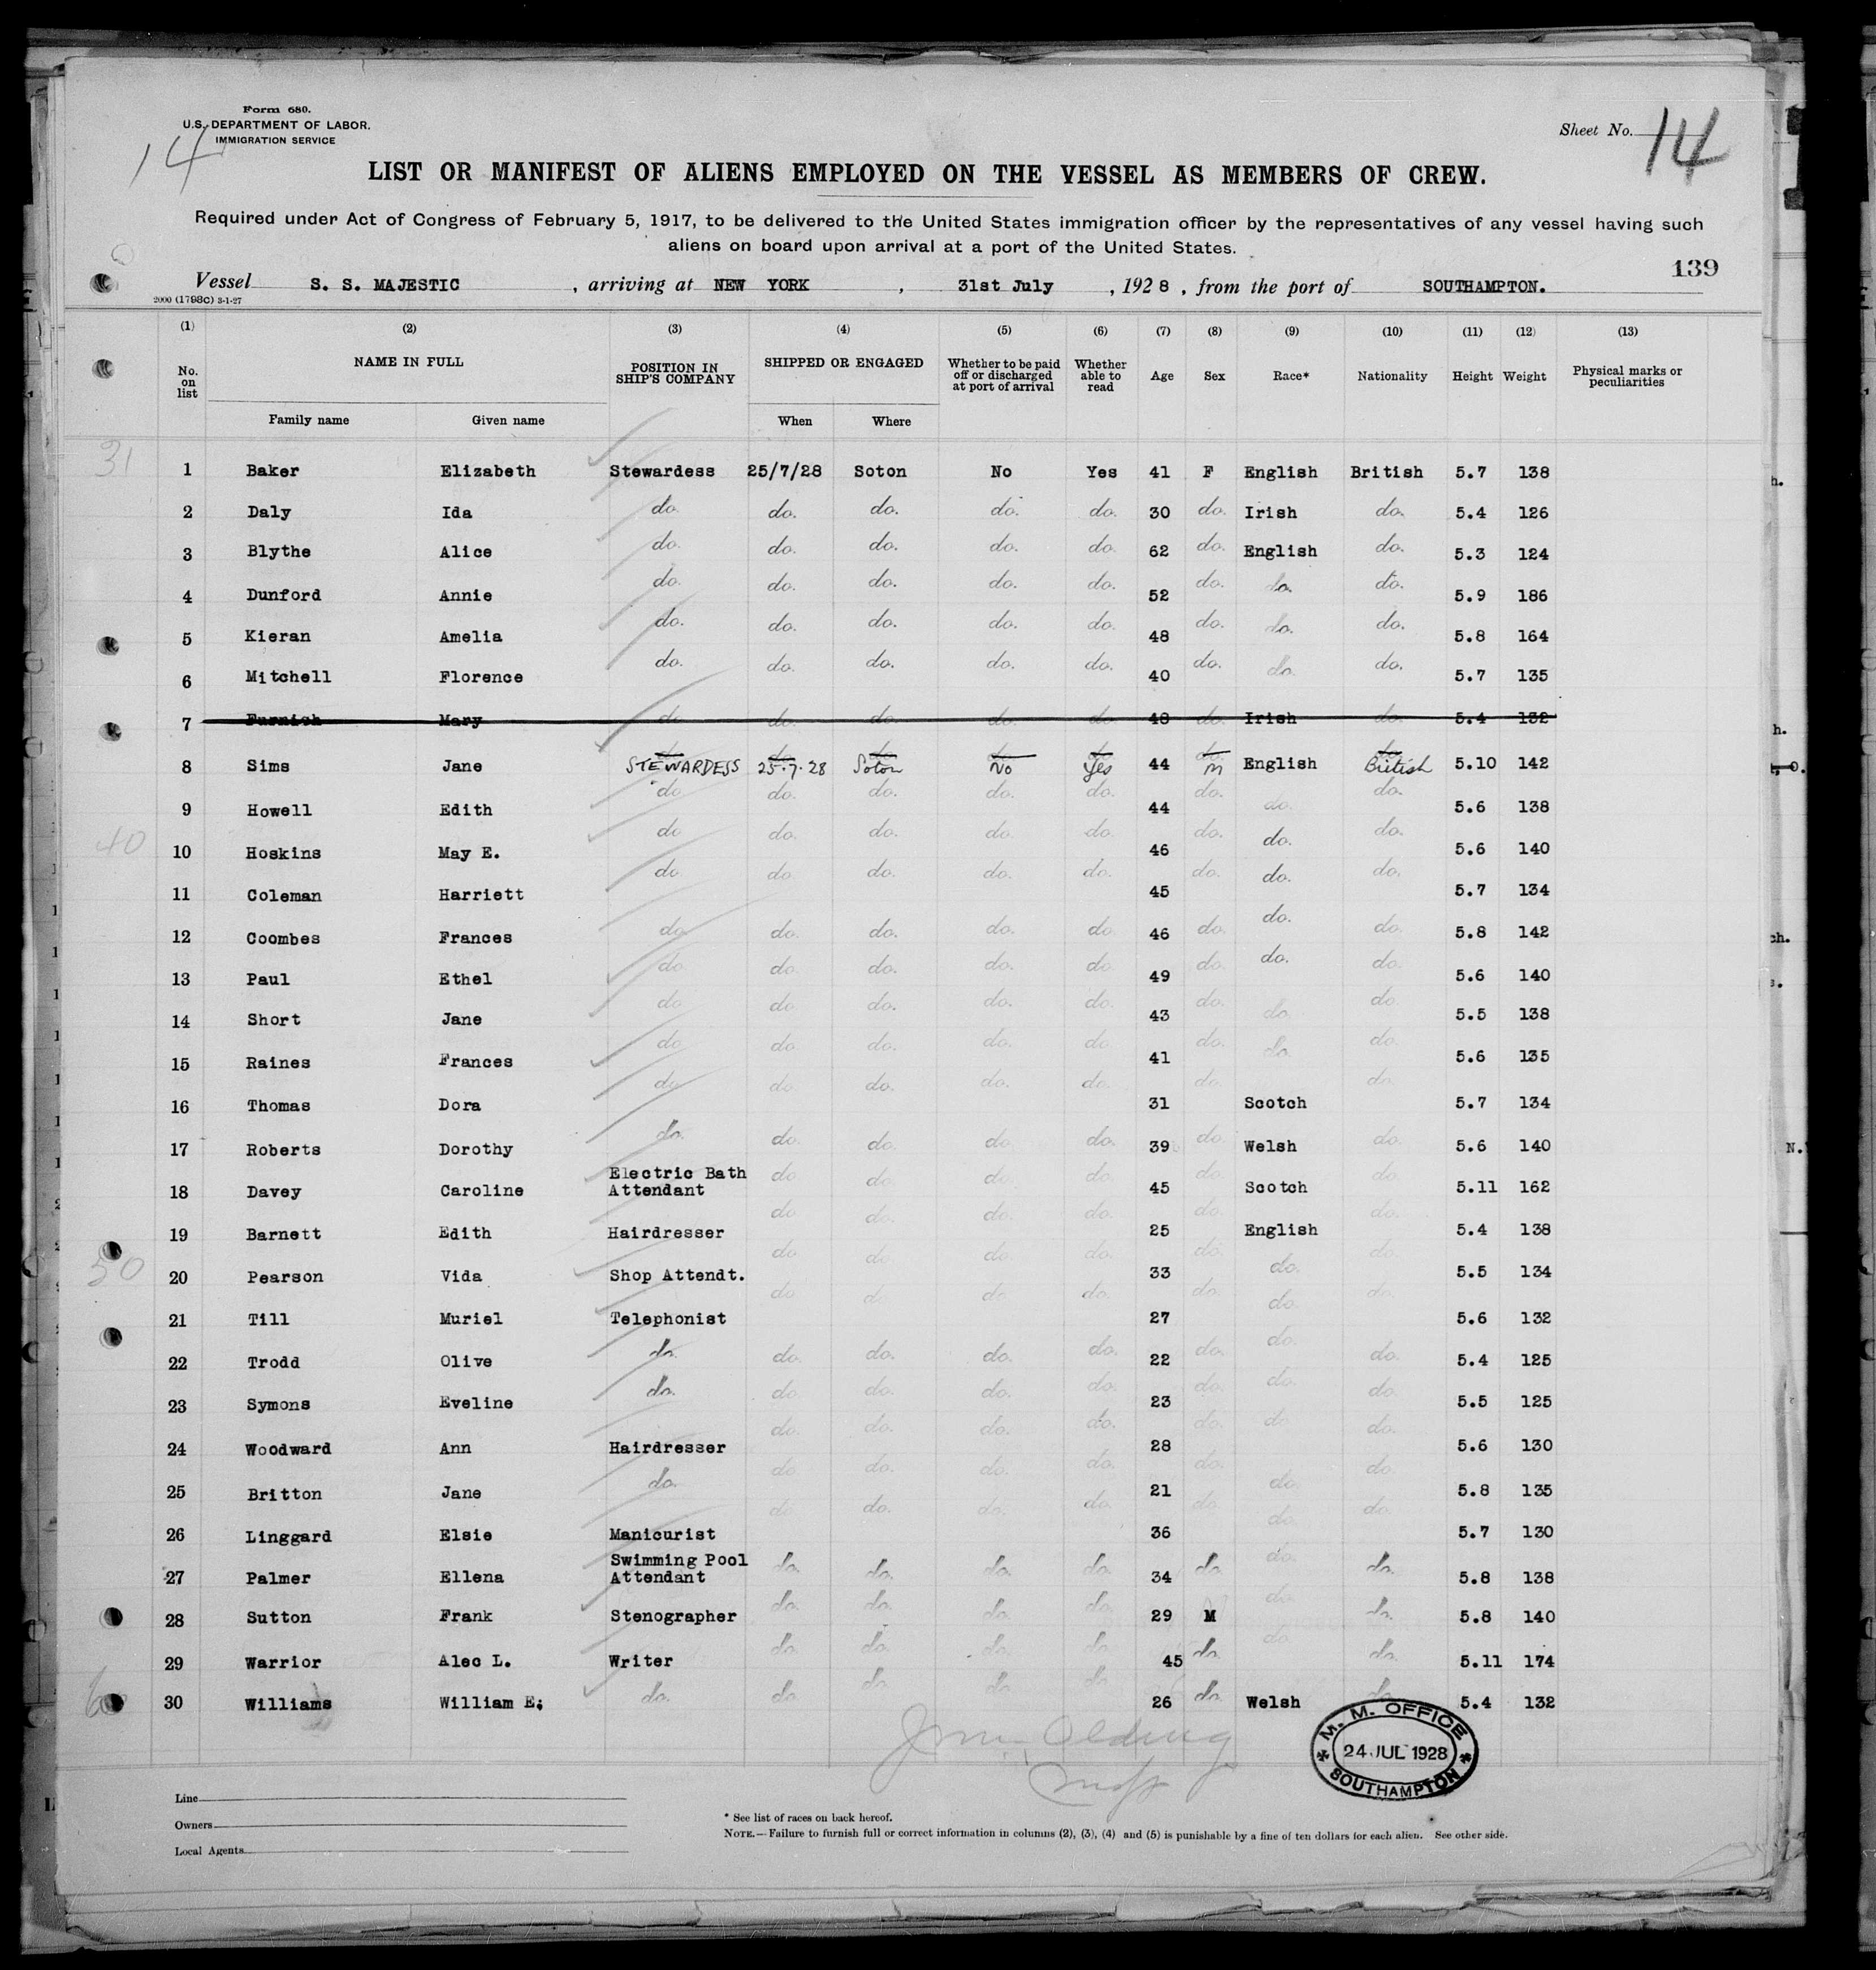 Form 680.
U.S. DEPARTMENT OF LABOR.
IMMIGRATION SERVICE
14
Sheet No. 14
LIST OR MANIFEST OF ALIENS EMPLOYED ON THE VESSEL AS MEMBERS OF CREW.
Required under Act of Congress of February 5, 1917, to be delivered to the United States immigration officer by the representatives of any vessel having such
aliens on board upon arrival at a port of the United States.
139
Vessel S. S. MAJESTIC, arriving at NEW YORK, 31st July, 1928, from the port of SOUTHAMPTON.
2000 (1798c) 3-1-27
(1) (2) (3) (4) (5) (6) (7) (8) (9) (10) (11) (12) (13)
No. on list NAME IN FULL POSITION IN SHIP'S COMPANY SHIPPED OR ENGAGED Whether to be paid off or discharged at port of arrival Whether able to read Age Sex Race* Nationality Height Weight Physical marks or peculiarities
Family name Given name When Where
31
1 Baker Elizabeth Stewardess 25/7/28 Soton No Yes 41 F English British 5.7 138
2 Daly Ida do. do. do. do. do. 30 do. Irish do. 5.4 126
3 Blythe Alice do. do. do. do. do. 62 do. English do. 5.3 124
4 Dunford Annie do. do. do. do. do. 52 do. do. do. 5.9 186
5 Kieran Amelia do. do. do. do. do. 48 do. do. do. 5.8 164
6 Mitchell Florence do. do. do. do. do. 40 do. do. do. 5.7 135
7 Furnish Mary do do. do do. do 48 do. Irish do. 5.4 132
8 Sims Jane STEWARDESS 25.7.28 Soton No Yes 44 m English British 5.10 142
9 Howell Edith do. do. do. do. do. 44 do. do. do. 5.6 138
40
10 Hoskins May E. do do. do. do. do. 46 do. do. do. 5.6 140
11 Coleman Harriett do do. do. do. do. 45 do. do. do. 5.7 134
12 Coombes Frances do. do. do. do. do. 46 do. do. do. 5.8 142
13 Paul Ethel do. do. do. do. do. 49 do. do. do. 5.6 140
14 Short Jane do do. do. do. do. 43 do. do. do. 5.5 138
15 Raines Frances do do do. do. do. 41 do. do. do. 5.6 135
16 Thomas Dora do do. do. do. do. 31 do. Scotch do. 5.7 134
17 Roberts Dorothy do. do. do. do. do. 39 do. Welsh do. 5.6 140
18 Davey Caroline Electric Bath Attendant do do. do. do. 45 do. Scotch do. 5.11 162
19 Barnett Edith Hairdresser do do. do. do. 25 do. English do. 5.4 138
50
20 Pearson Vida Shop Attendt. do do. do. do. 33 do. do. do. 5.5 134
21 Till Muriel Telephonist do do. do. do. 27 do. do. do. 5.6 132
22 Trodd Olive do. do. do. do. do. 22 do. do. do. 5.4 125
23 Symons Eveline do. do. do. do. do. 23 do. do. do. 5.5 125
24 Woodward Ann Hairdresser do. do. do. do. 28 do. do do. 5.6 130
25 Britton Jane do. do do. do. do. 21 do. do. do 5.8 135
26 Linggard Elsie Manicurist do. do. do. do. 36 do. do. do. 5.7 130
27 Palmer Ellena Swimming Pool Attendant do. do. do. do. 34 do. do. do. 5.8 138
28 Sutton Frank Stenographer do. do. do. do. 29 M do. do. 5.8 140
29 Warrior Alec L. Writer do. do. do. do. 45 do. do. do. 5.11 174
60
30 Williams William E; do. do do. do. do. 26 do. Welsh do. 5.4 132
M. M. OFFICE
24 JUL 1928
SOUTHAMPTON
Line
Owners
Local Agents
* See list of races on back hereof.
NOTE.—Failure to furnish full or correct information in columns (2), (3), (4) and (5) is punishable by a fine of ten dollars for each alien. See other side.